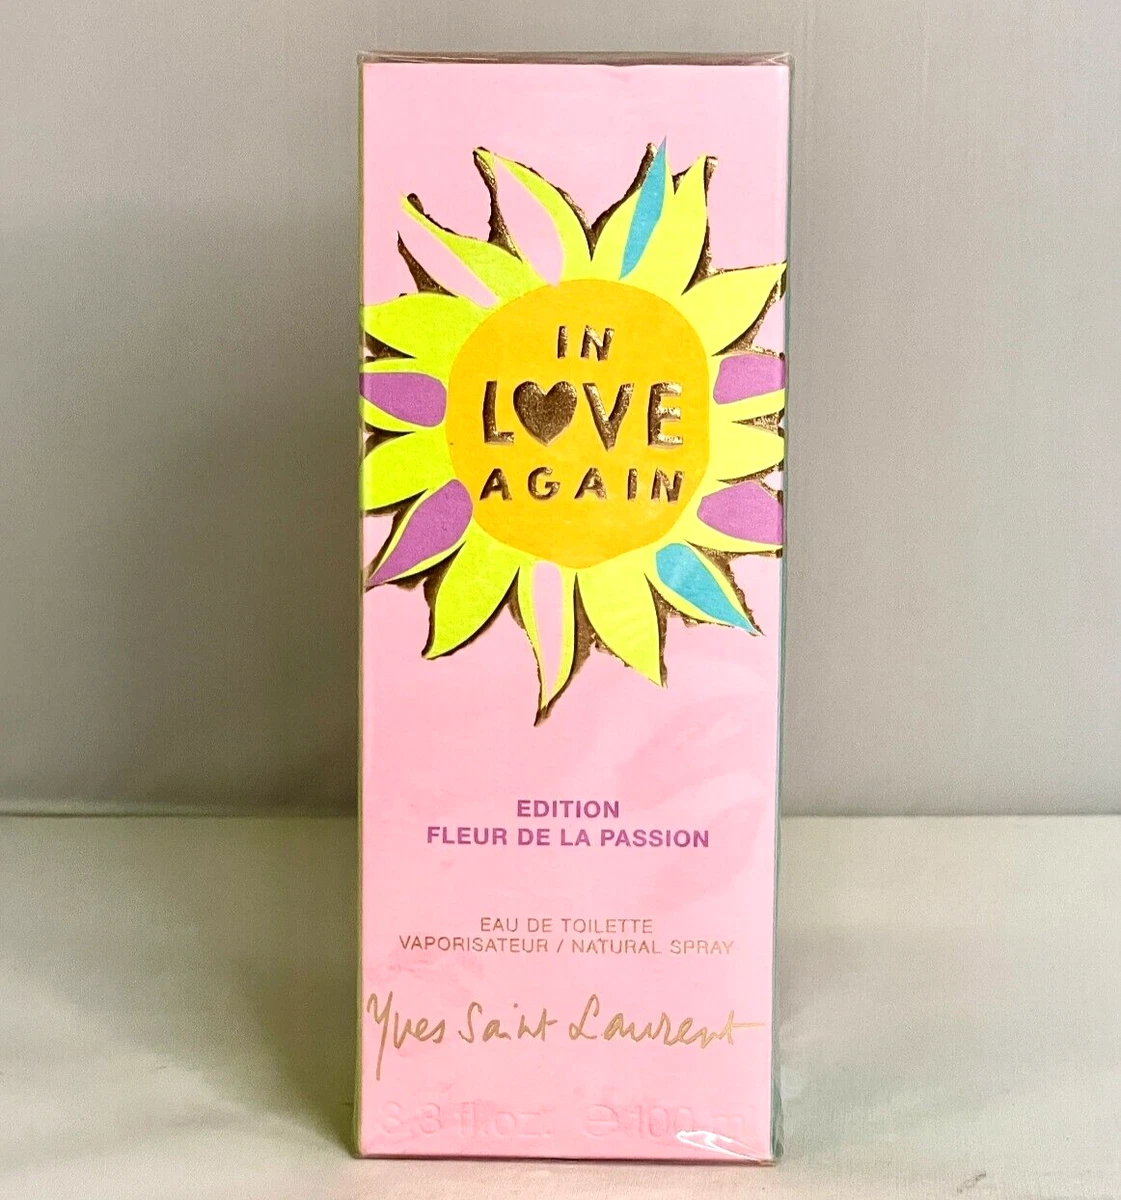 IN
L♥VE
AGAIN
EDITION
FLEUR DE LA PASSION
EAU DE TOILETTE
VAPORISATEUR / NATURAL SPRAY
Yves Saint Laurent
3.3 fl.oz. ℮ 100 ml